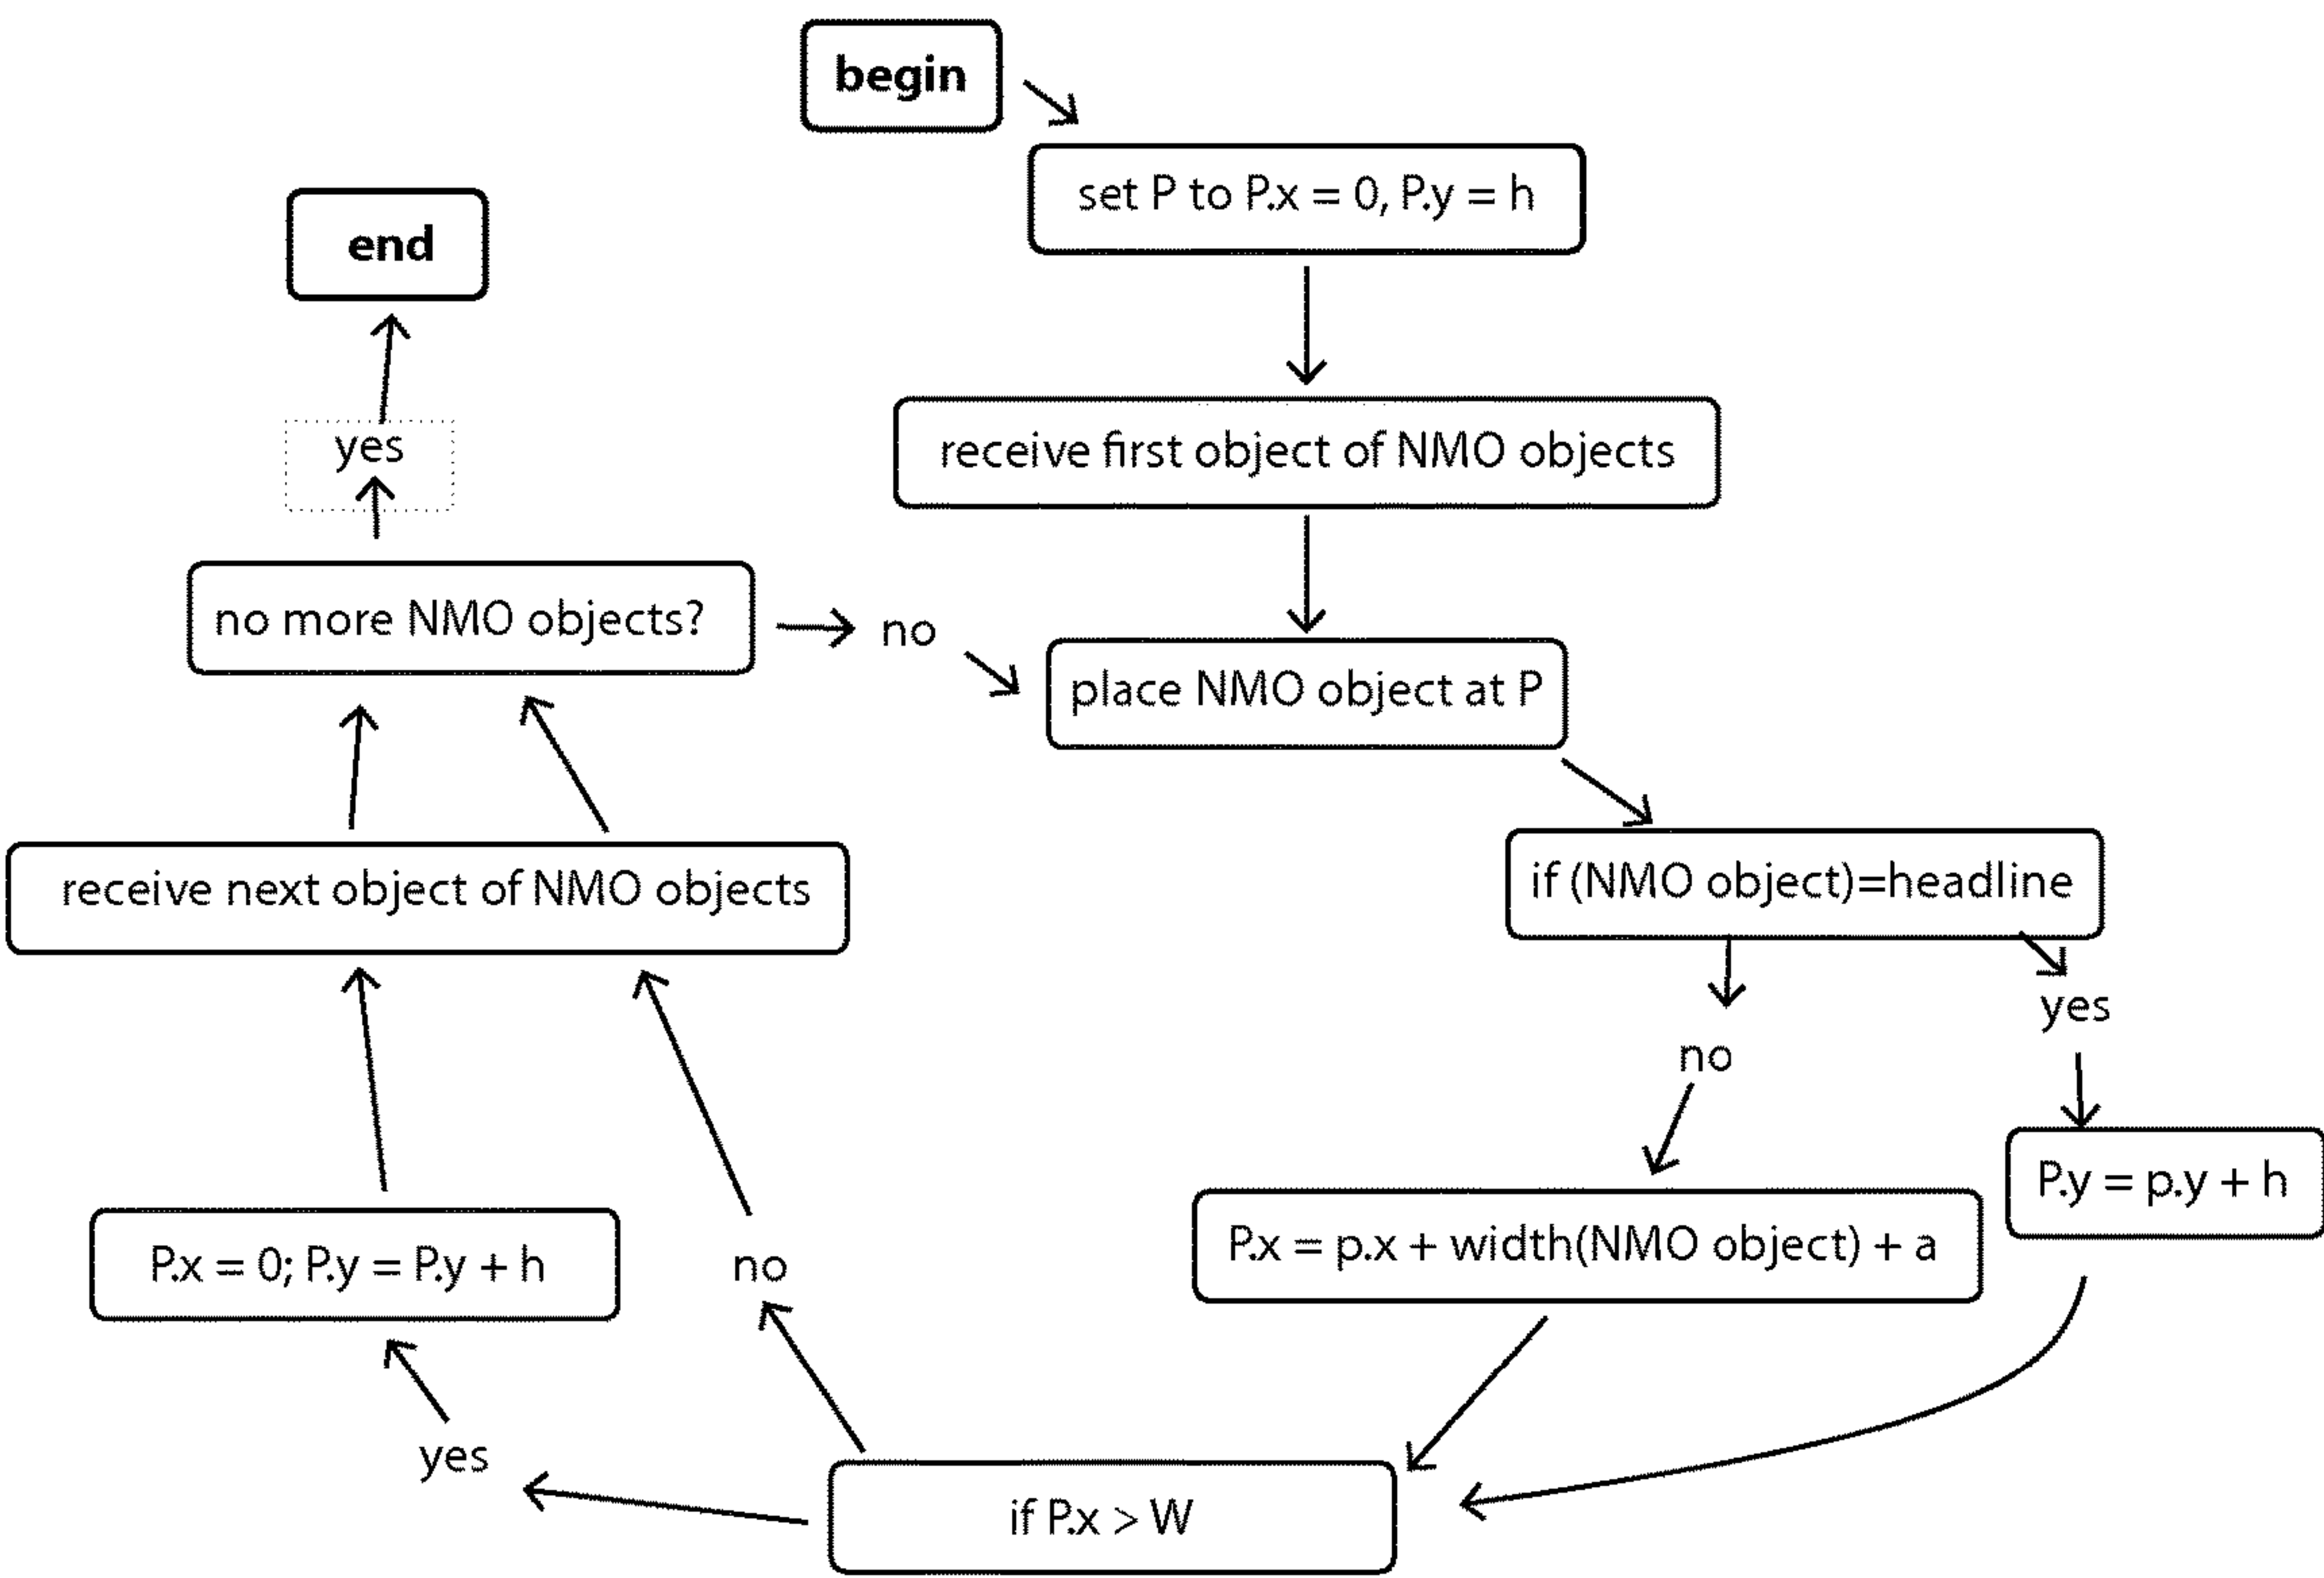 begin
set P to P.x = 0, P.y = h
end
receive first object of NMO objects
yes
no more NMO objects?
no
place NMO object at P
receive next object of NMO objects
if (NMO object)=headline
yes
no
P.y = p.y + h
P.x = p.x + width(NMO object) + a
P.x = 0; P.y = P.y + h
no
yes
if P.x > W